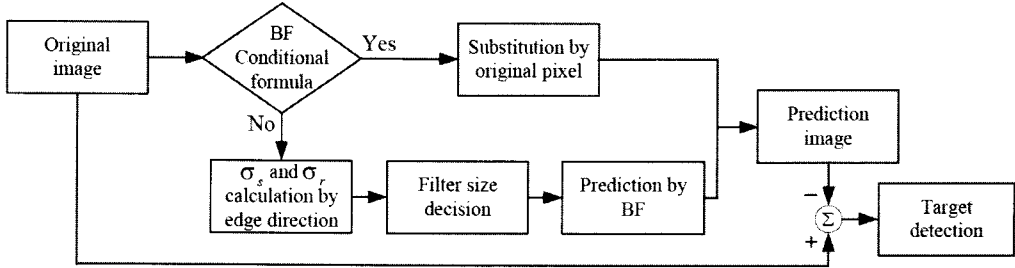 Original
image
BF
Conditional
formula
Yes
No
Substitution by
original pixel
σs and σr
calculation by
edge direction
Filter size
decision
Prediction by
BF
Prediction
image
−
Σ
+
Target
detection